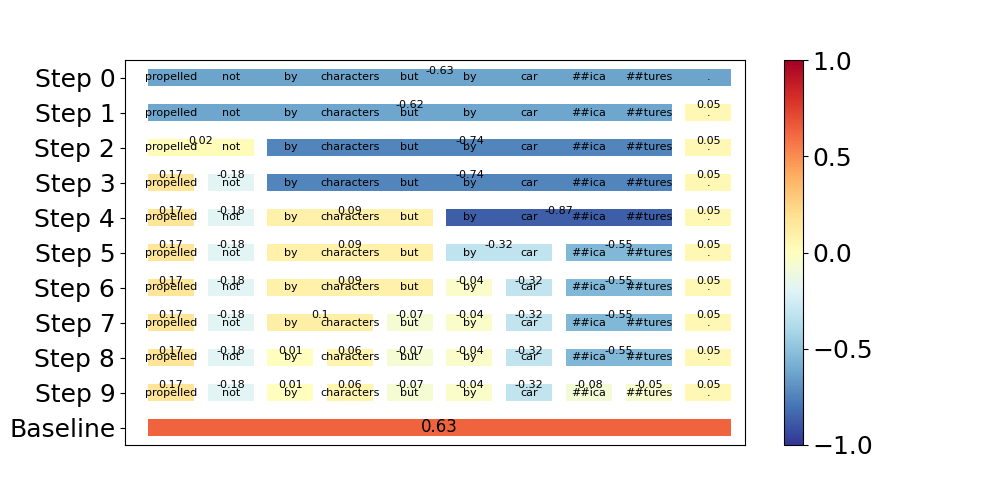 Step 0 propelled not by characters but -0.63 by car ##ica ##tures .
Step 1 propelled not by characters -0.62 but by car ##ica ##tures 0.05 .
Step 2 propelled 0.02 not by characters but -0.74 by car ##ica ##tures 0.05 .
Step 3 0.17 propelled -0.18 not by characters but -0.74 by car ##ica ##tures 0.05 .
Step 4 0.17 propelled -0.18 not by 0.09 characters but by car -0.87 ##ica ##tures 0.05 .
Step 5 0.17 propelled -0.18 not by 0.09 characters but by -0.32 car ##ica -0.55 ##tures 0.05 .
Step 6 0.17 propelled -0.18 not by 0.09 characters but -0.04 by -0.32 car ##ica -0.55 ##tures 0.05 .
Step 7 0.17 propelled -0.18 not by 0.1 characters -0.07 but -0.04 by -0.32 car ##ica -0.55 ##tures 0.05 .
Step 8 0.17 propelled -0.18 not 0.01 by 0.06 characters -0.07 but -0.04 by -0.32 car ##ica -0.55 ##tures 0.05 .
Step 9 0.17 propelled -0.18 not 0.01 by 0.06 characters -0.07 but -0.04 by -0.32 car -0.08 ##ica -0.05 ##tures 0.05 .
Baseline 0.63
1.0
0.5
0.0
−0.5
−1.0